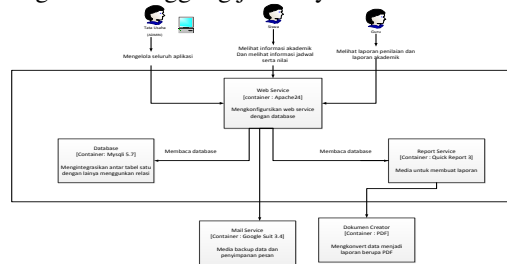 Tata Usaha
(ADMIN)
Siswa
Guru
Mengelola seluruh aplikasi
Melihat informasi akademik
Dan melihat informasi jadwal
serta nilai
Melihat laporan penilaian dan
laporan akademik
Web Service
[container : Apache24]
Mengkonfigursikan web service
dengan database
Database
[Container: Mysqli 5.7]
Mengintegrasikan antar tabel satu
dengan lainya menggunkan relasi
Membaca database
Membaca database
Report Service
[Container : Quick Report 3]
Media untuk membuat laporan
Mail Service
[Container : Google Suit 3.4]
Media backup data dan
penyimpanan pesan
Dokumen Creator
[Container : PDF]
Mengkonvert data menjadi
laporan berupa PDF